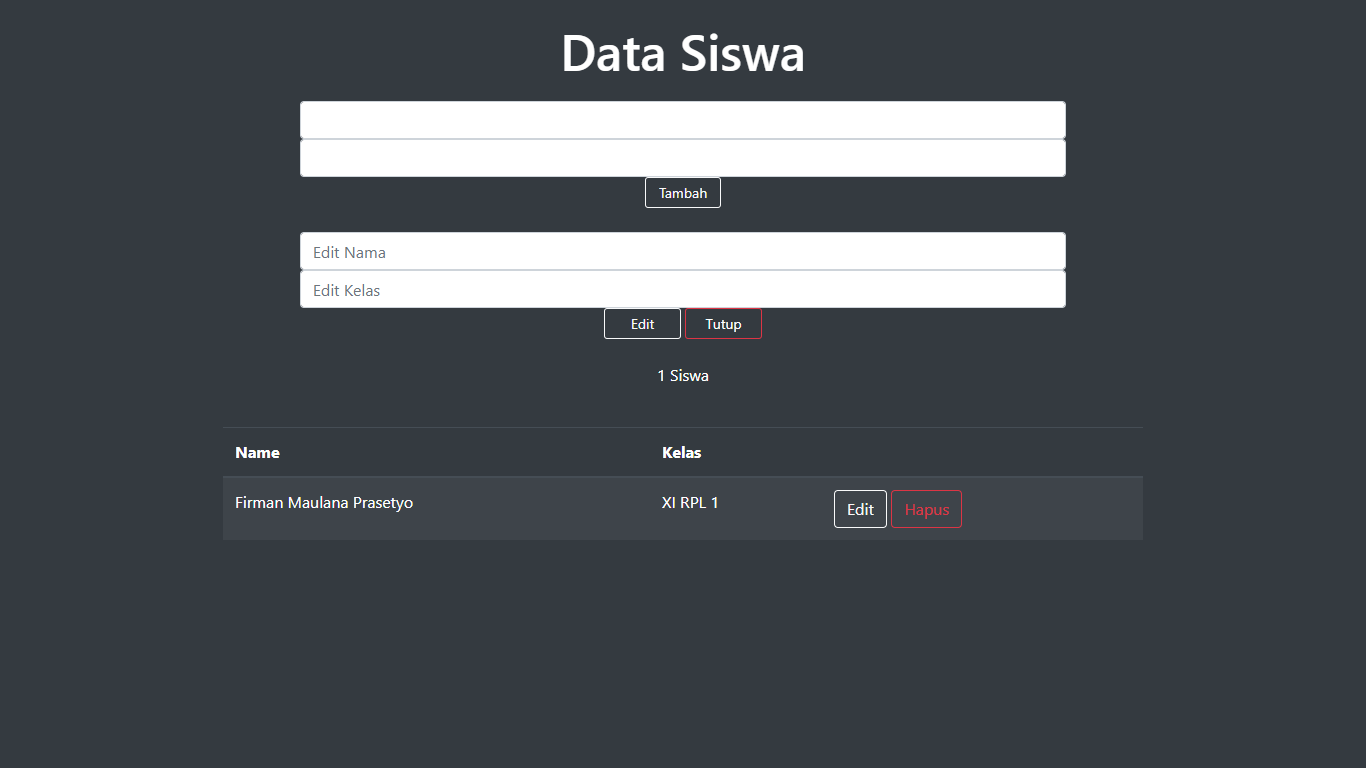 Data Siswa
Tambah
Edit Nama
Edit Kelas
Edit Tutup
1 Siswa
Name Kelas
Firman Maulana Prasetyo XI RPL 1 Edit Hapus